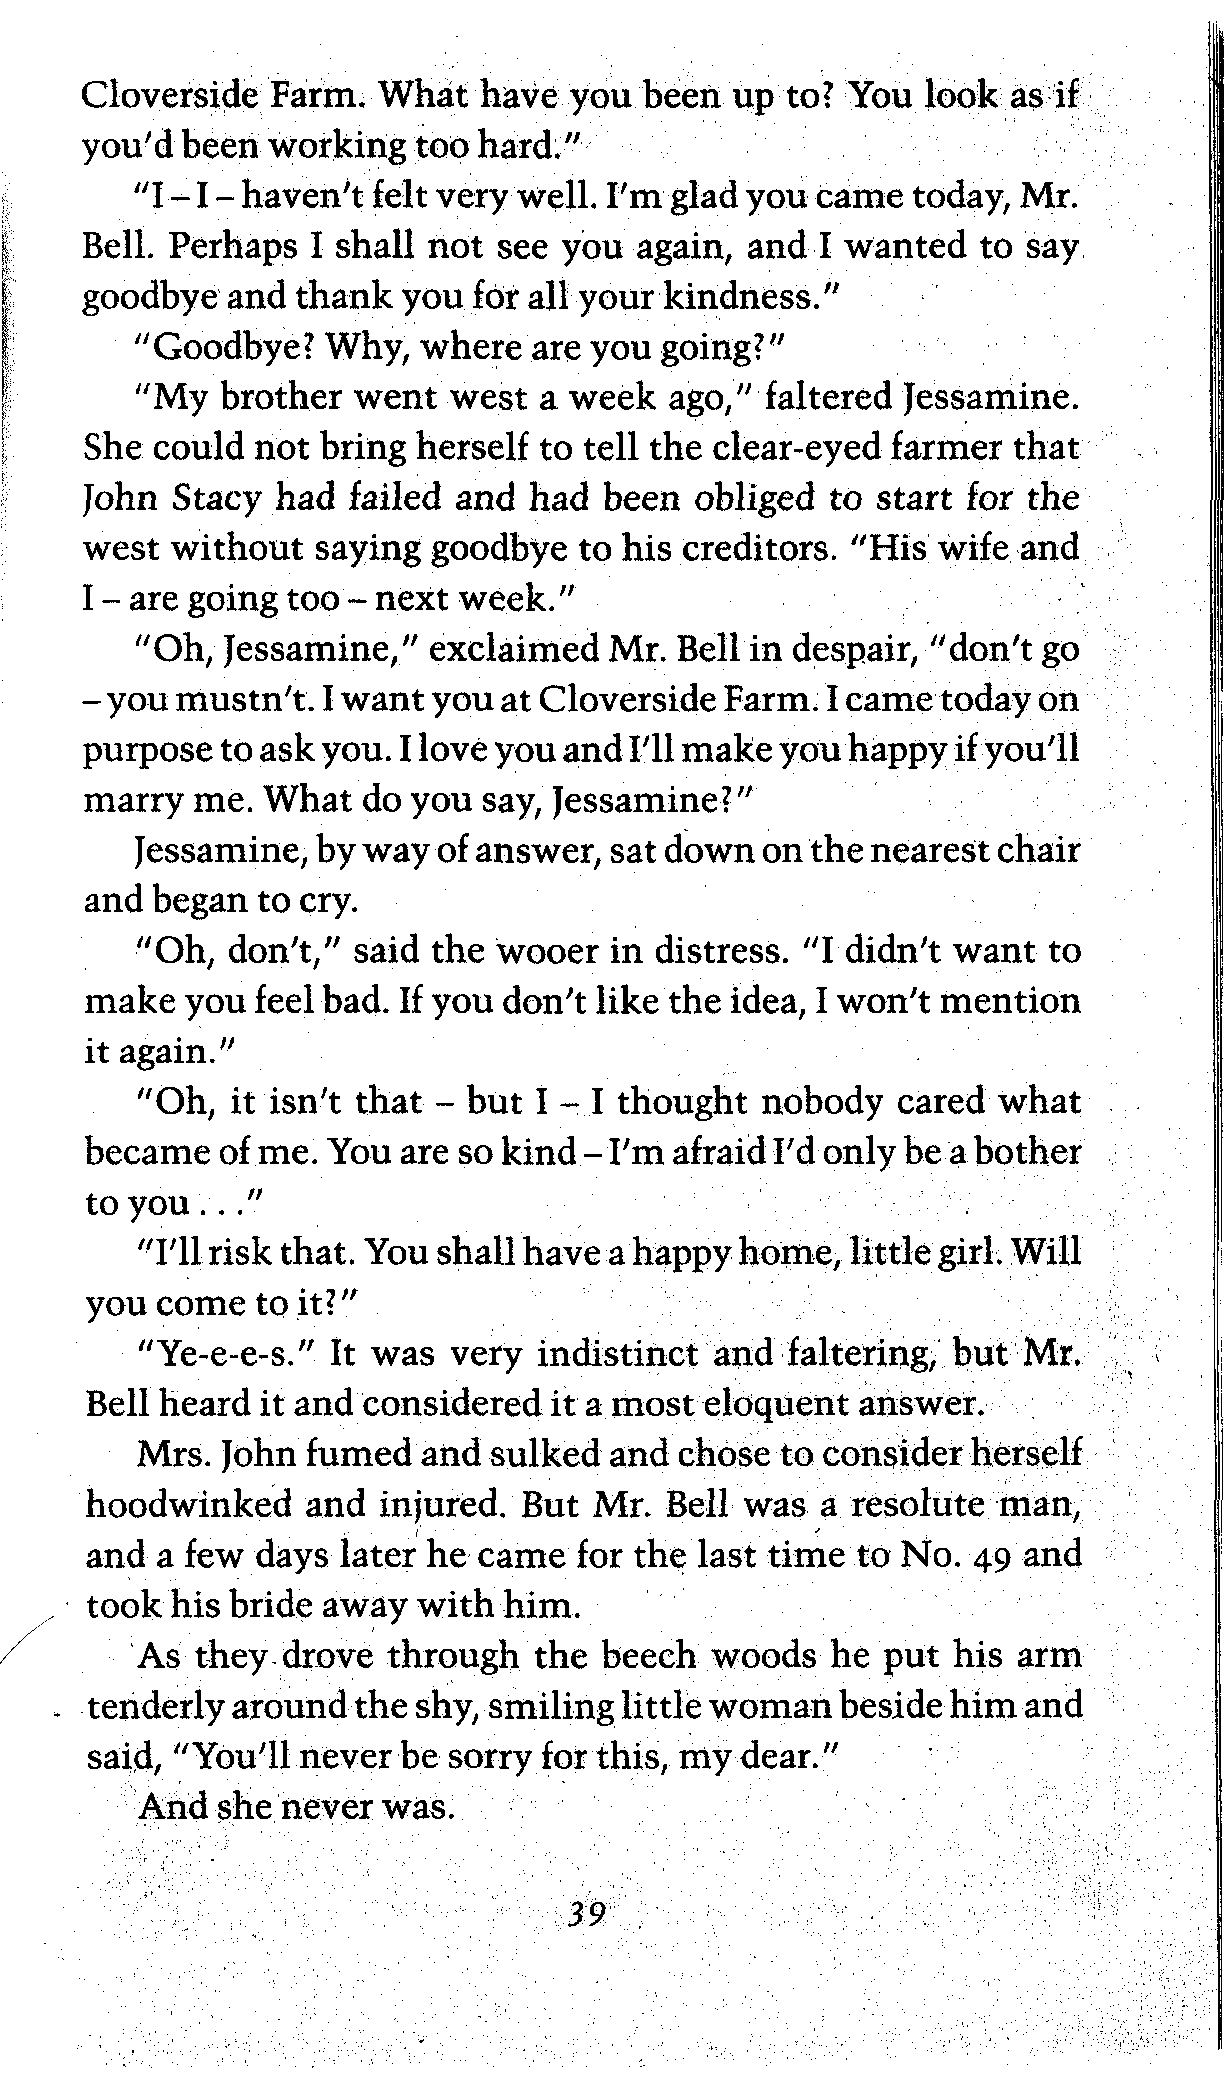 Cloverside Farm. What have you been up to? You look as if
you'd been working too hard."
"I – I – haven't felt very well. I'm glad you came today, Mr.
Bell. Perhaps I shall not see you again, and I wanted to say
goodbye and thank you for all your kindness."
"Goodbye? Why, where are you going?"
"My brother went west a week ago," faltered Jessamine.
She could not bring herself to tell the clear-eyed farmer that
John Stacy had failed and had been obliged to start for the
west without saying goodbye to his creditors. "His wife and
I – are going too – next week."
"Oh, Jessamine," exclaimed Mr. Bell in despair, "don't go
– you mustn't. I want you at Cloverside Farm. I came today on
purpose to ask you. I love you and I'll make you happy if you'll
marry me. What do you say, Jessamine?"
Jessamine, by way of answer, sat down on the nearest chair
and began to cry.
"Oh, don't," said the wooer in distress. "I didn't want to
make you feel bad. If you don't like the idea, I won't mention
it again."
"Oh, it isn't that – but I – I thought nobody cared what
became of me. You are so kind – I'm afraid I'd only be a bother
to you . . ."
"I'll risk that. You shall have a happy home, little girl. Will
you come to it?"
"Ye-e-e-s." It was very indistinct and faltering, but Mr.
Bell heard it and considered it a most eloquent answer.
Mrs. John fumed and sulked and chose to consider herself
hoodwinked and injured. But Mr. Bell was a resolute man,
and a few days later he came for the last time to No. 49 and
took his bride away with him.
As they drove through the beech woods he put his arm
tenderly around the shy, smiling little woman beside him and
said, "You'll never be sorry for this, my dear."
And she never was.
39